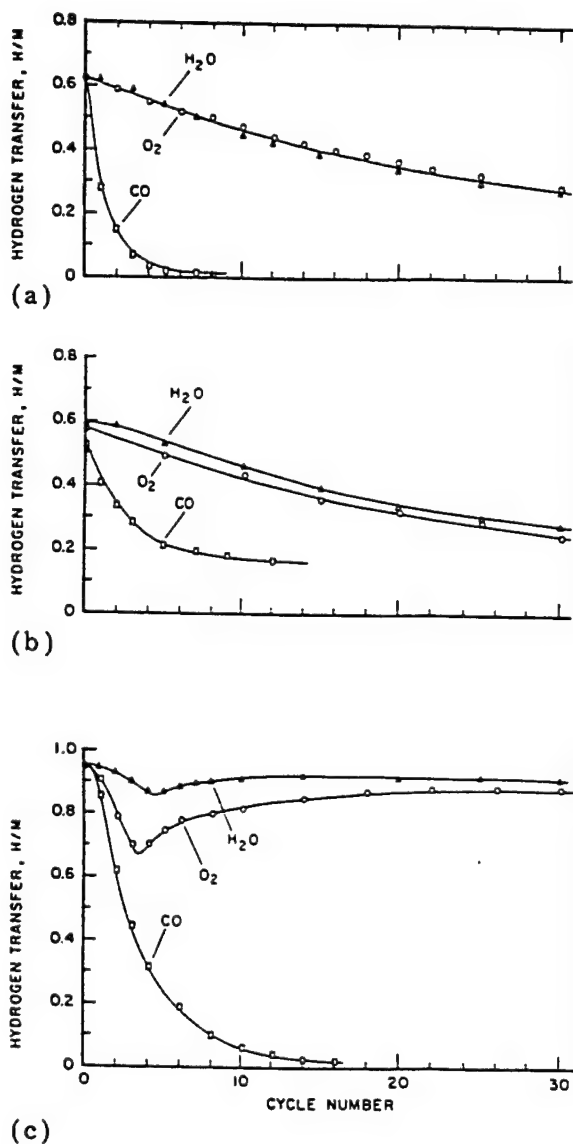 HYDROGEN TRANSFER, H/M
0.8
0.6
0.4
0.2
0
H2O
O2
CO
(a)
HYDROGEN TRANSFER, H/M
0.8
0.6
0.4
0.2
0
H2O
O2
CO
(b)
HYDROGEN TRANSFER, H/M
1.0
0.8
0.6
0.4
0.2
0
H2O
O2
CO
0 10 20 30
CYCLE NUMBER
(c)